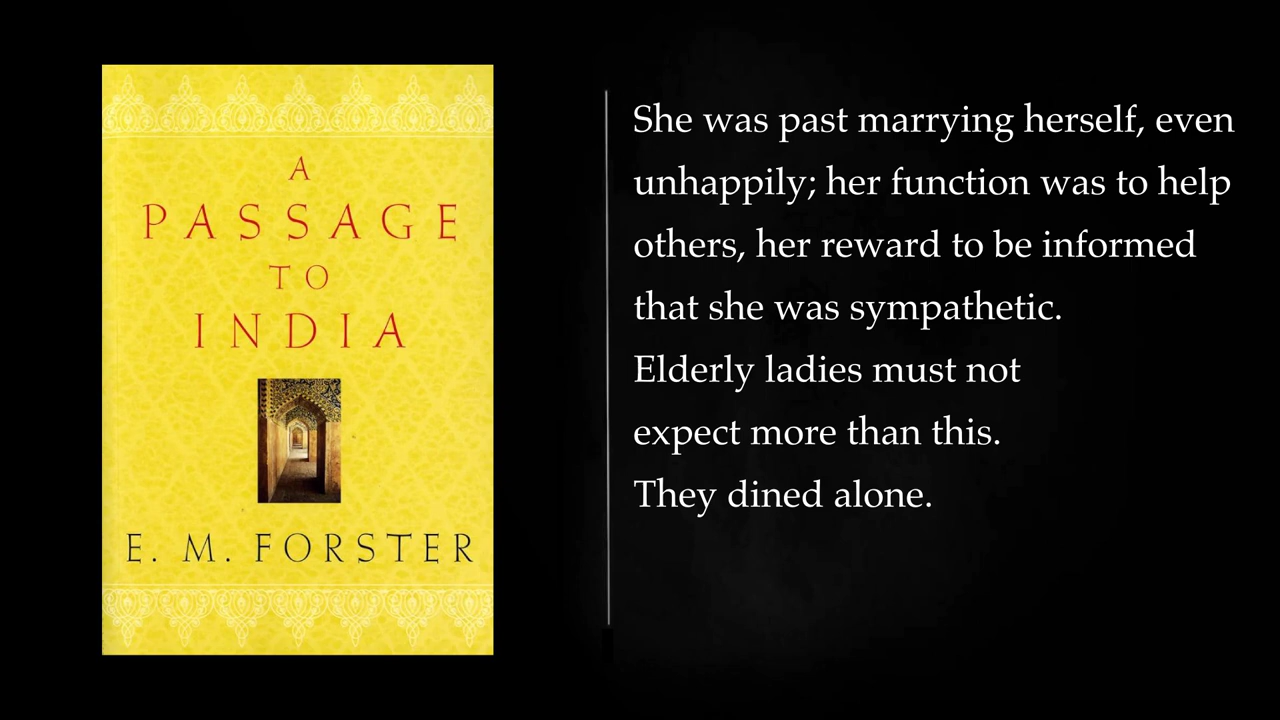 A
PASSAGE
TO
INDIA
E. M. FORSTER
She was past marrying herself, even
unhappily; her function was to help
others, her reward to be informed
that she was sympathetic.
Elderly ladies must not
expect more than this.
They dined alone.